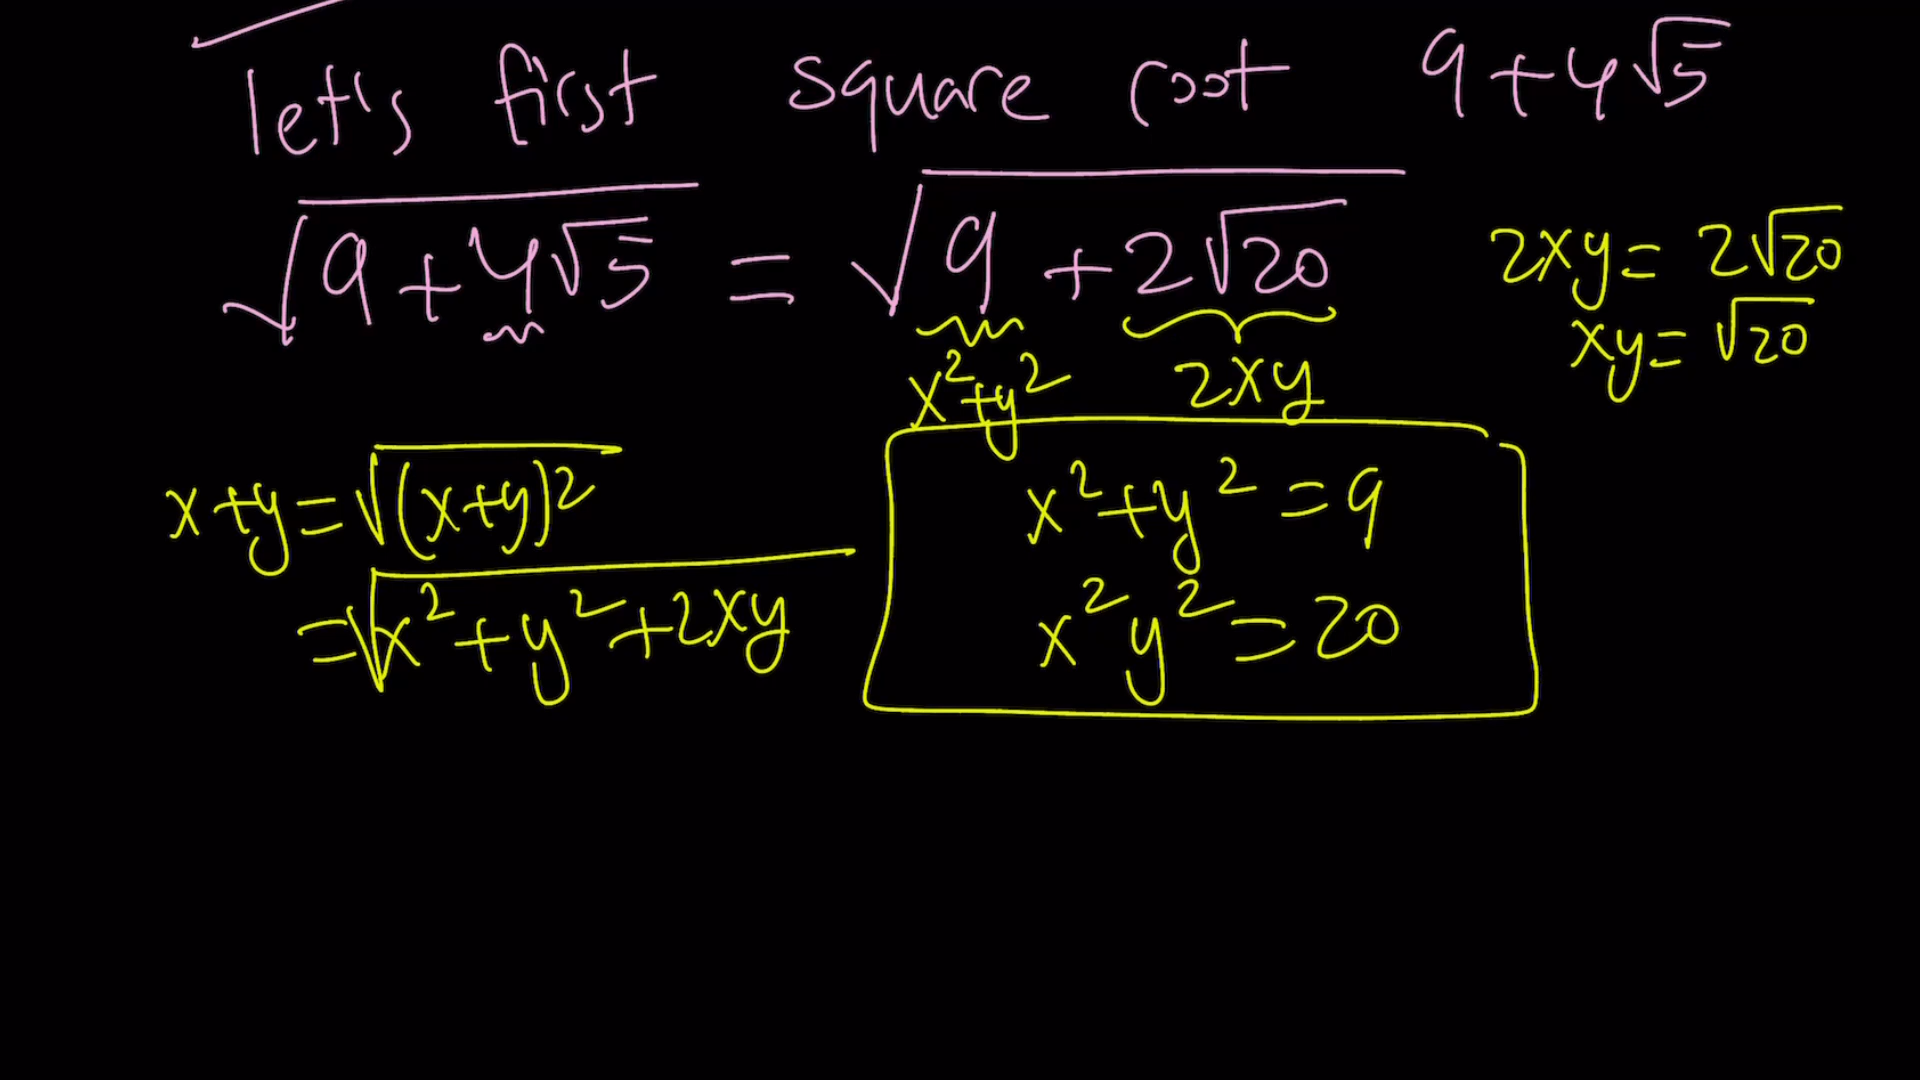 let's first square root 9+4√5
√(9+4√5) = √(9+2√20)
2xy = 2√20
xy = √20
x²+y² 2xy
x+y = √(x+y)²
= √x²+y²+2xy
x²+y² = 9
x²y² = 20